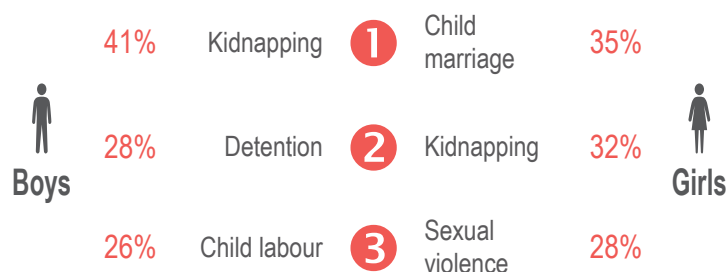 41% Kidnapping 1 Child marriage 35%
Boys 28% Detention 2 Kidnapping 32% Girls
26% Child labour 3 Sexual violence 28%